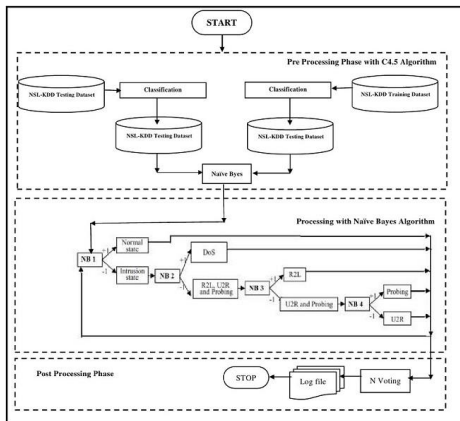 START
Pre Processing Phase with C4.5 Algorithm
NSL-KDD Testing Dataset
Classification
Classification
NSL-KDD Training Dataset
NSL-KDD Testing Dataset
NSL-KDD Testing Dataset
Naïve Byes
Processing with Naïve Bayes Algorithm
NB 1
+1
Normal state
-1
Intrusion state
NB 2
+1
DoS
-1
R2L, U2R and Probing
NB 3
+1
R2L
-1
U2R and Probing
NB 4
+1
Probing
-1
U2R
Post Processing Phase
STOP
Log file
N Voting